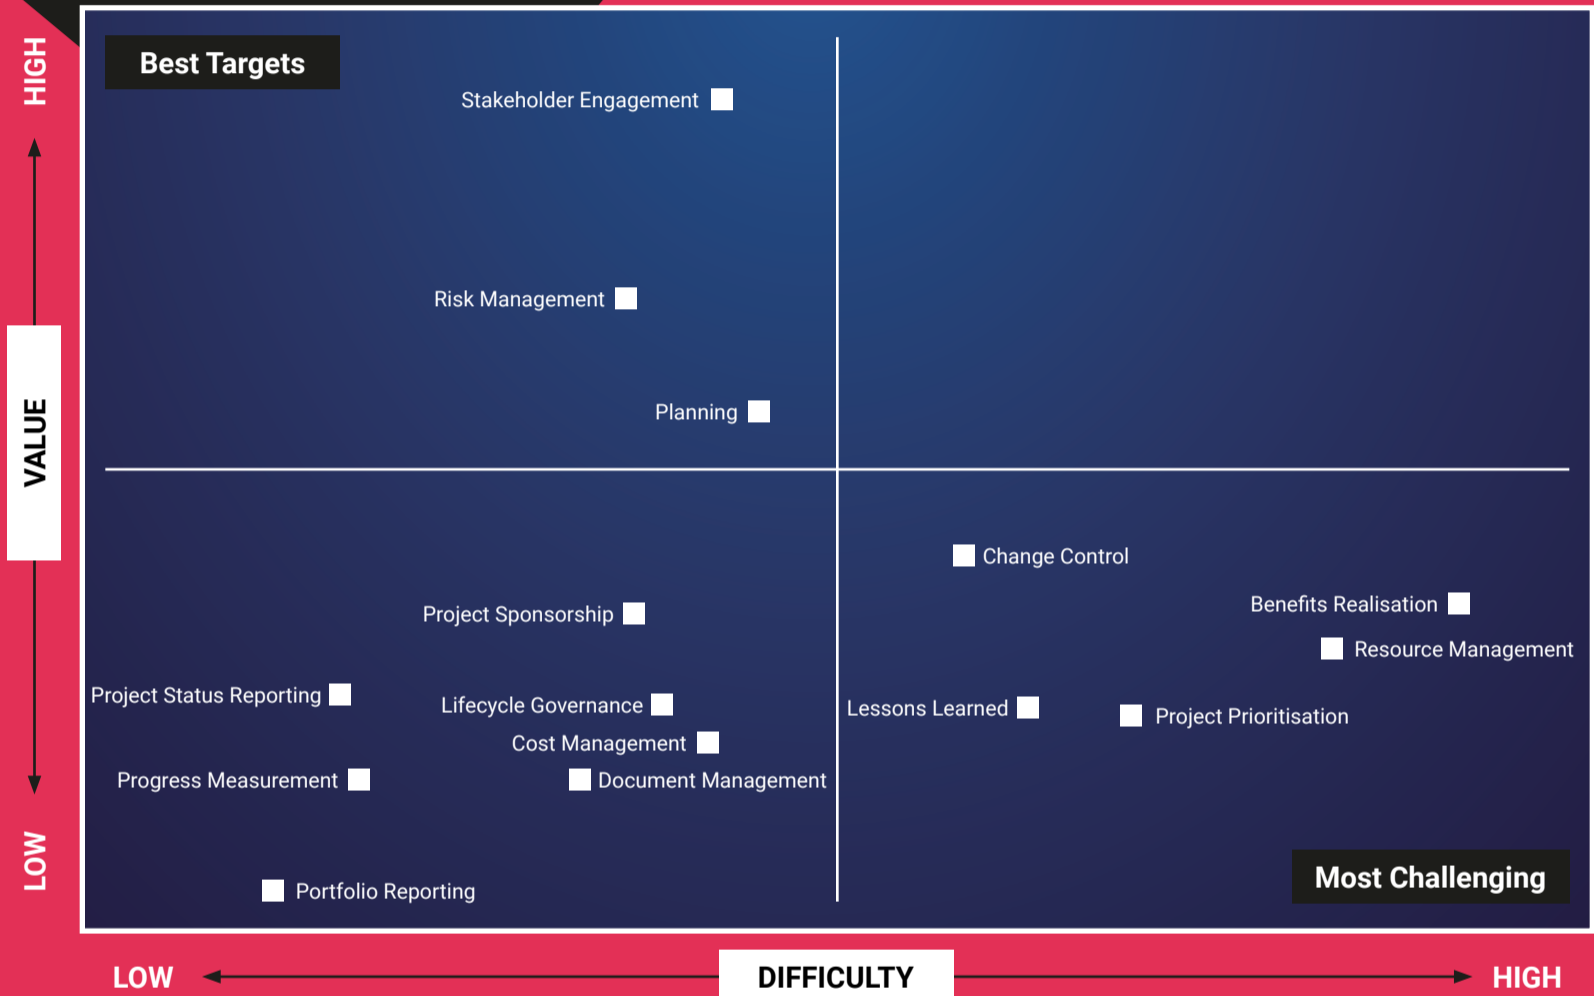 HIGH
Best Targets
Stakeholder Engagement
Risk Management
VALUE
Planning
Change Control
Benefits Realisation
Project Sponsorship
Resource Management
Project Status Reporting
Lifecycle Governance
Lessons Learned
Project Prioritisation
Cost Management
Progress Measurement
Document Management
LOW
Most Challenging
Portfolio Reporting
LOW
DIFFICULTY
HIGH